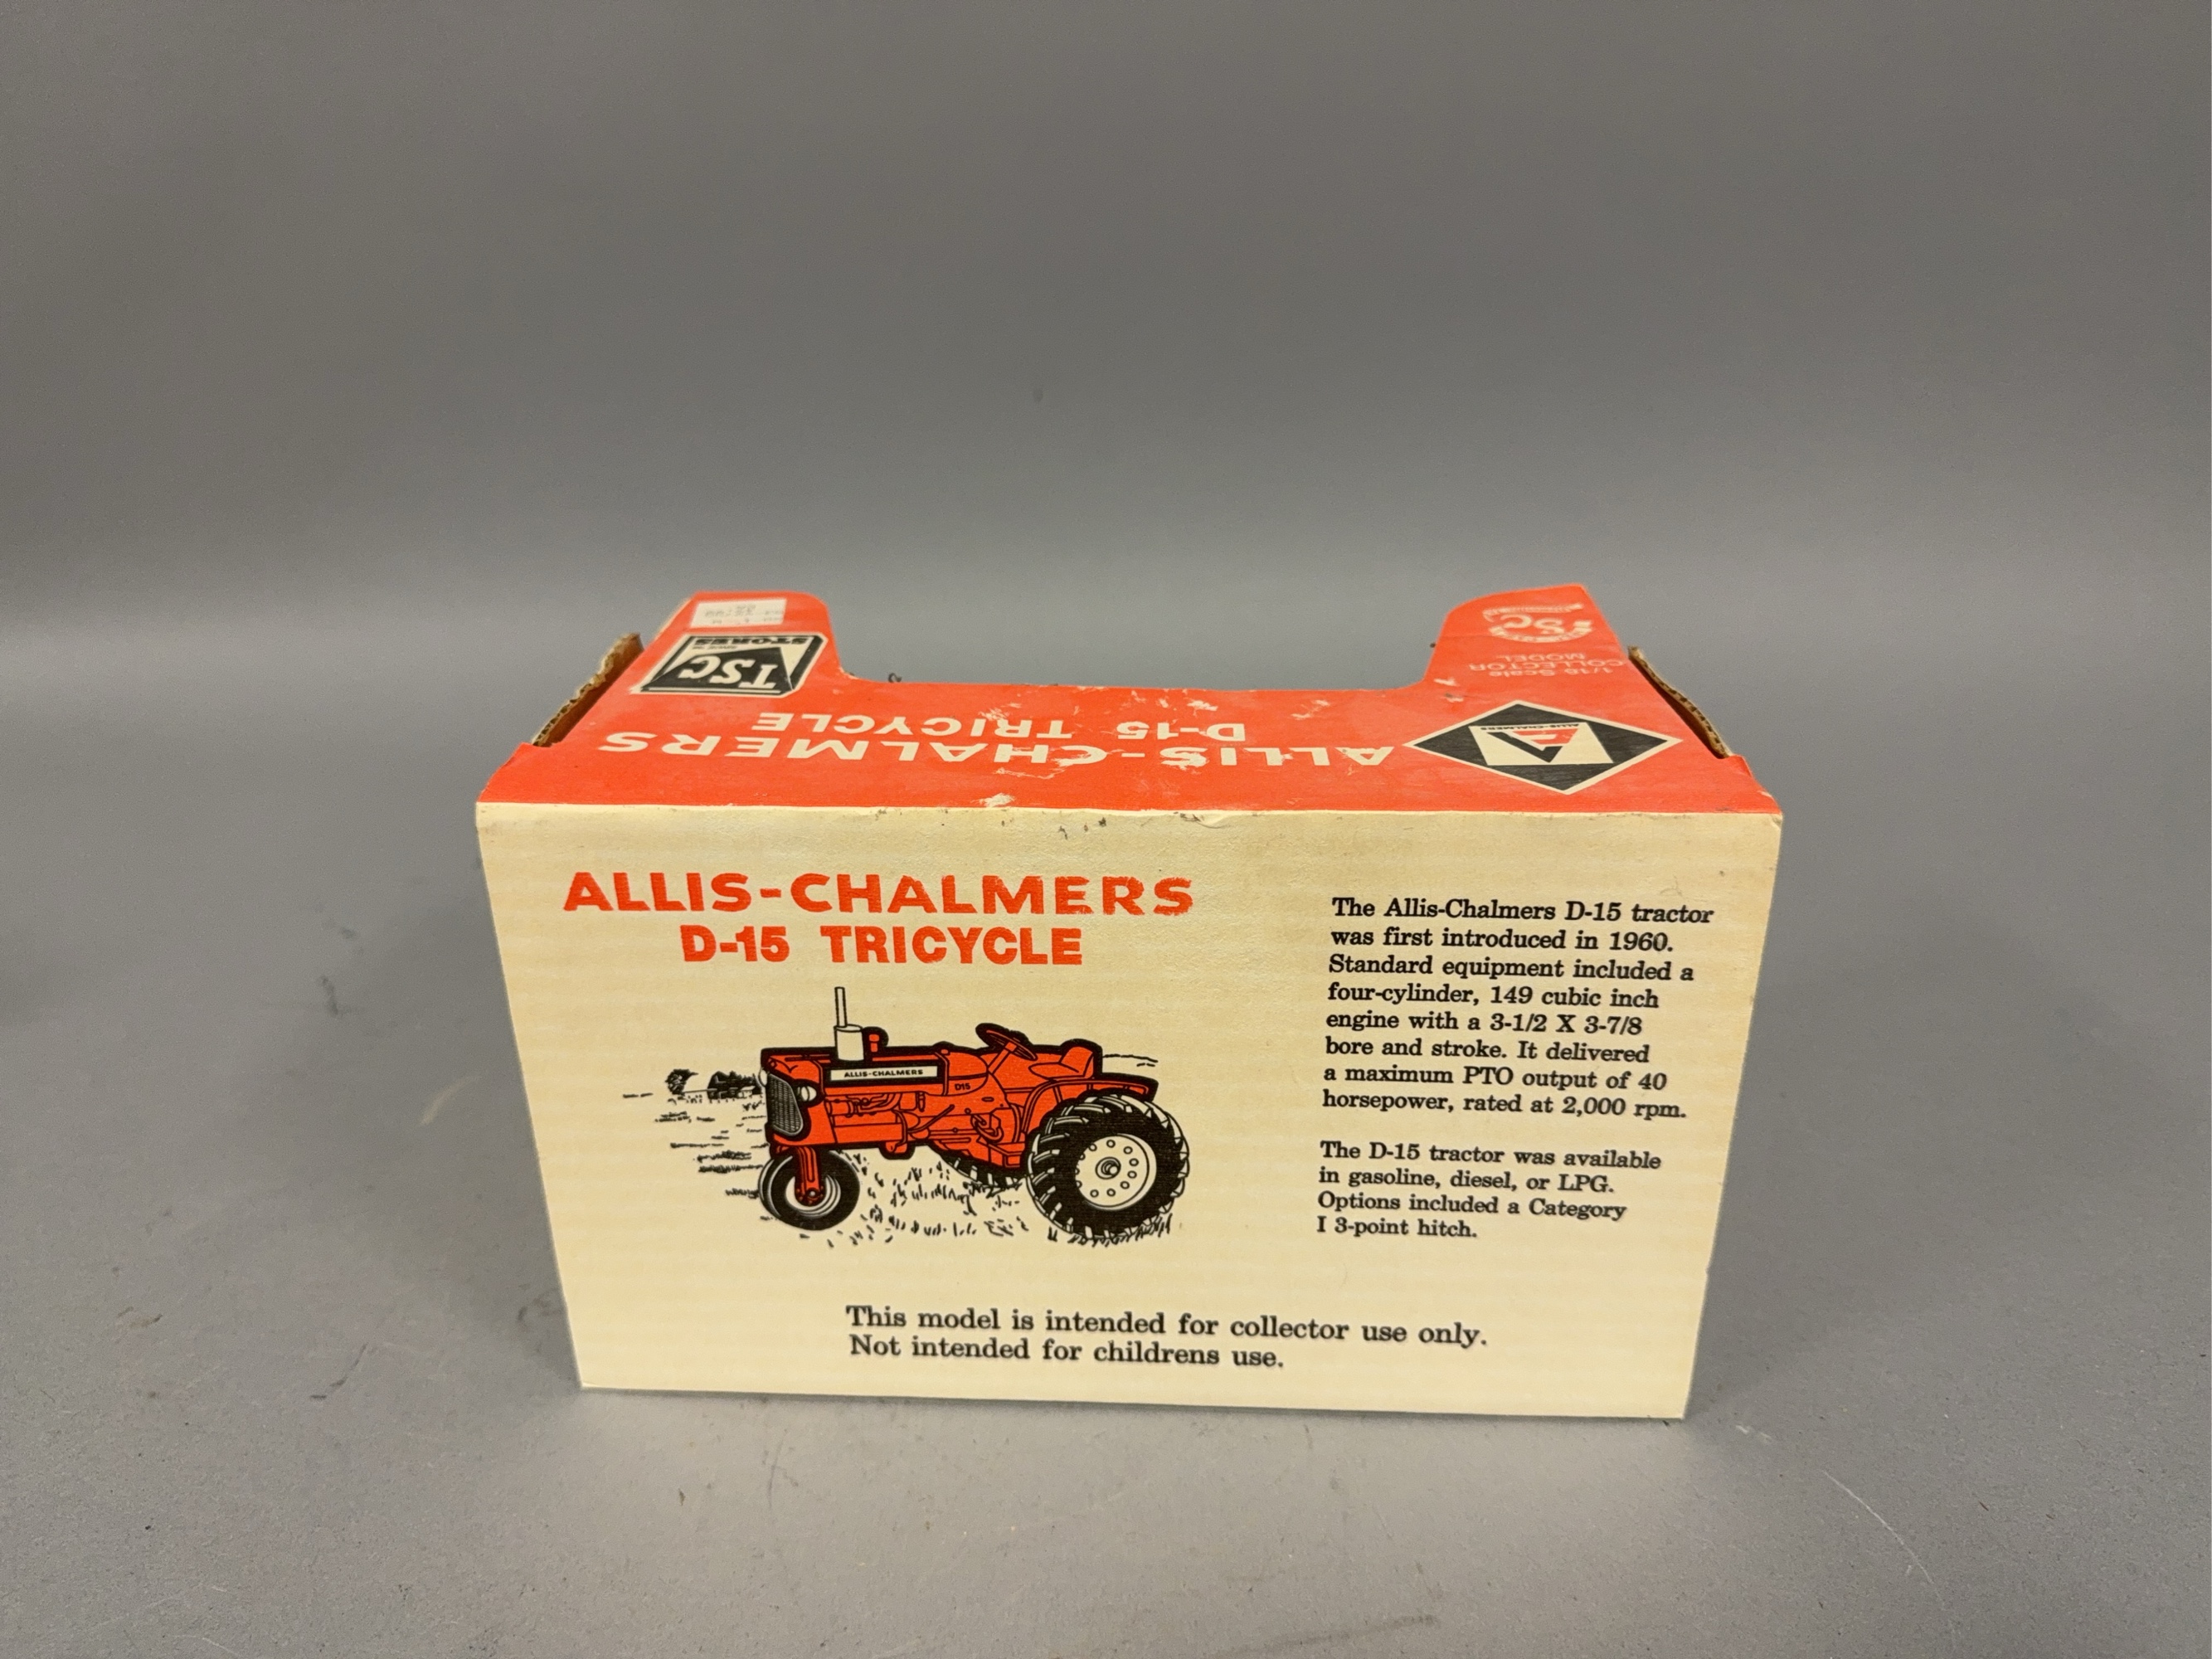 TSC
STORES
1/16 Scale
COLLECTOR
MODEL
TSC
ALLIS-CHALMERS
D-15 TRICYCLE
ALLIS-CHALMERS
ALLIS-CHALMERS
D-15 TRICYCLE
ALLIS-CHALMERS
D15
The Allis-Chalmers D-15 tractor
was first introduced in 1960.
Standard equipment included a
four-cylinder, 149 cubic inch
engine with a 3-1/2 X 3-7/8
bore and stroke. It delivered
a maximum PTO output of 40
horsepower, rated at 2,000 rpm.
The D-15 tractor was available
in gasoline, diesel, or LPG.
Options included a Category
I 3-point hitch.
This model is intended for collector use only.
Not intended for childrens use.